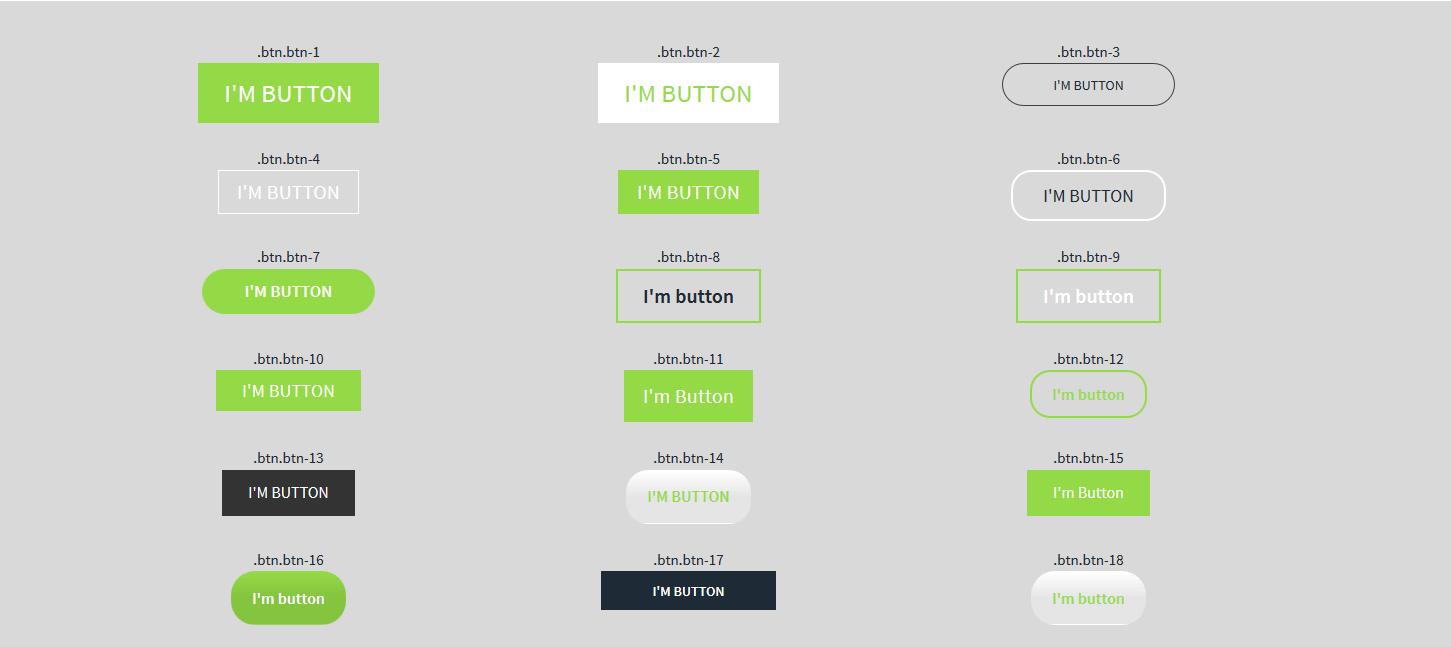 .btn.btn-1
.btn.btn-2
.btn.btn-3
I'M BUTTON
I'M BUTTON
I'M BUTTON
.btn.btn-4
.btn.btn-5
.btn.btn-6
I'M BUTTON
I'M BUTTON
I'M BUTTON
.btn.btn-7
.btn.btn-8
.btn.btn-9
I'M BUTTON
I'm button
I'm button
.btn.btn-10
.btn.btn-11
.btn.btn-12
I'M BUTTON
I'm Button
I'm button
.btn.btn-13
.btn.btn-14
.btn.btn-15
I'M BUTTON
I'M BUTTON
I'm Button
.btn.btn-16
.btn.btn-17
.btn.btn-18
I'm button
I'M BUTTON
I'm button